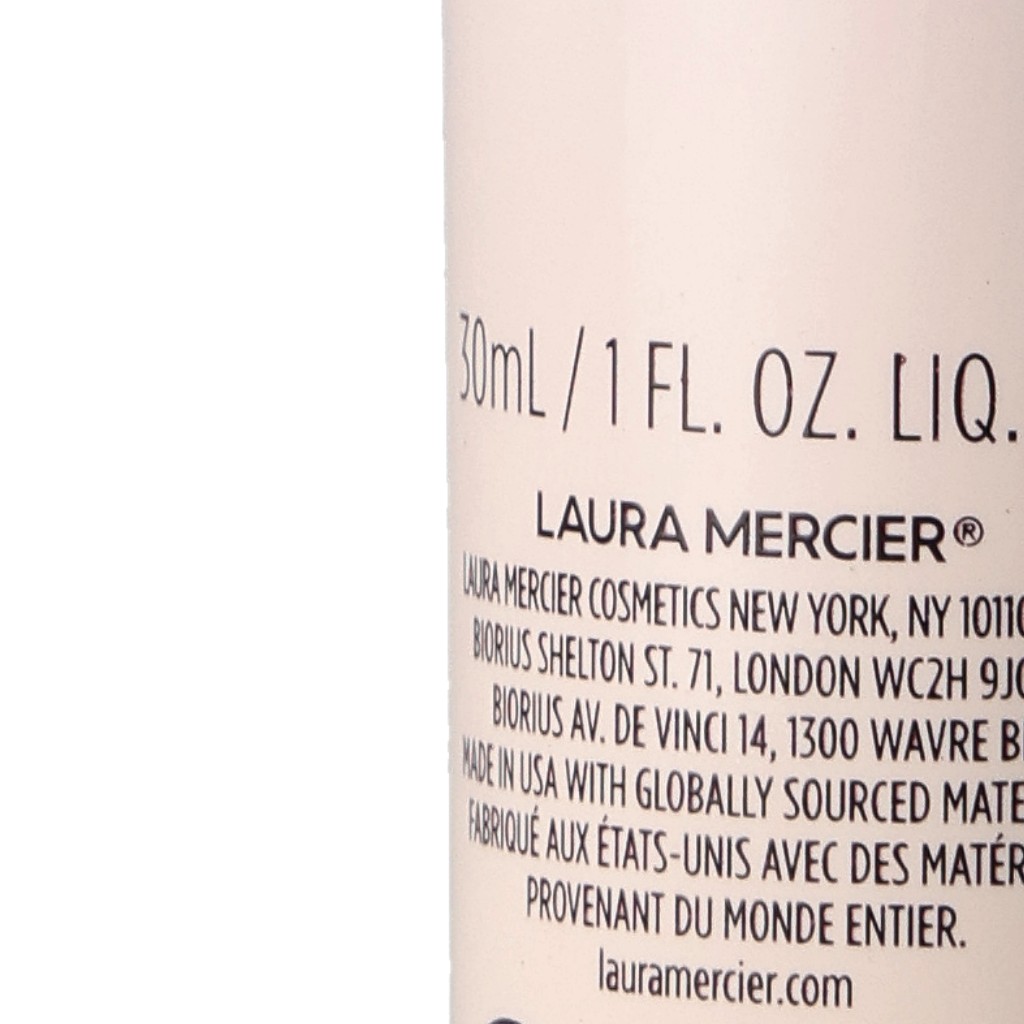 30mL / 1 FL. OZ. LIQ.
LAURA MERCIER®
LAURA MERCIER COSMETICS NEW YORK, NY
BIORIUS SHELTON ST. 71, LONDON WC2H
BIORIUS AV. DE VINCI 14, 1300 WAVRE
MADE IN USA WITH GLOBALLY SOURCED
FABRIQUÉ AUX ÉTATS-UNIS AVEC DES
PROVENANT DU MONDE ENTIER.
lauramercier.com